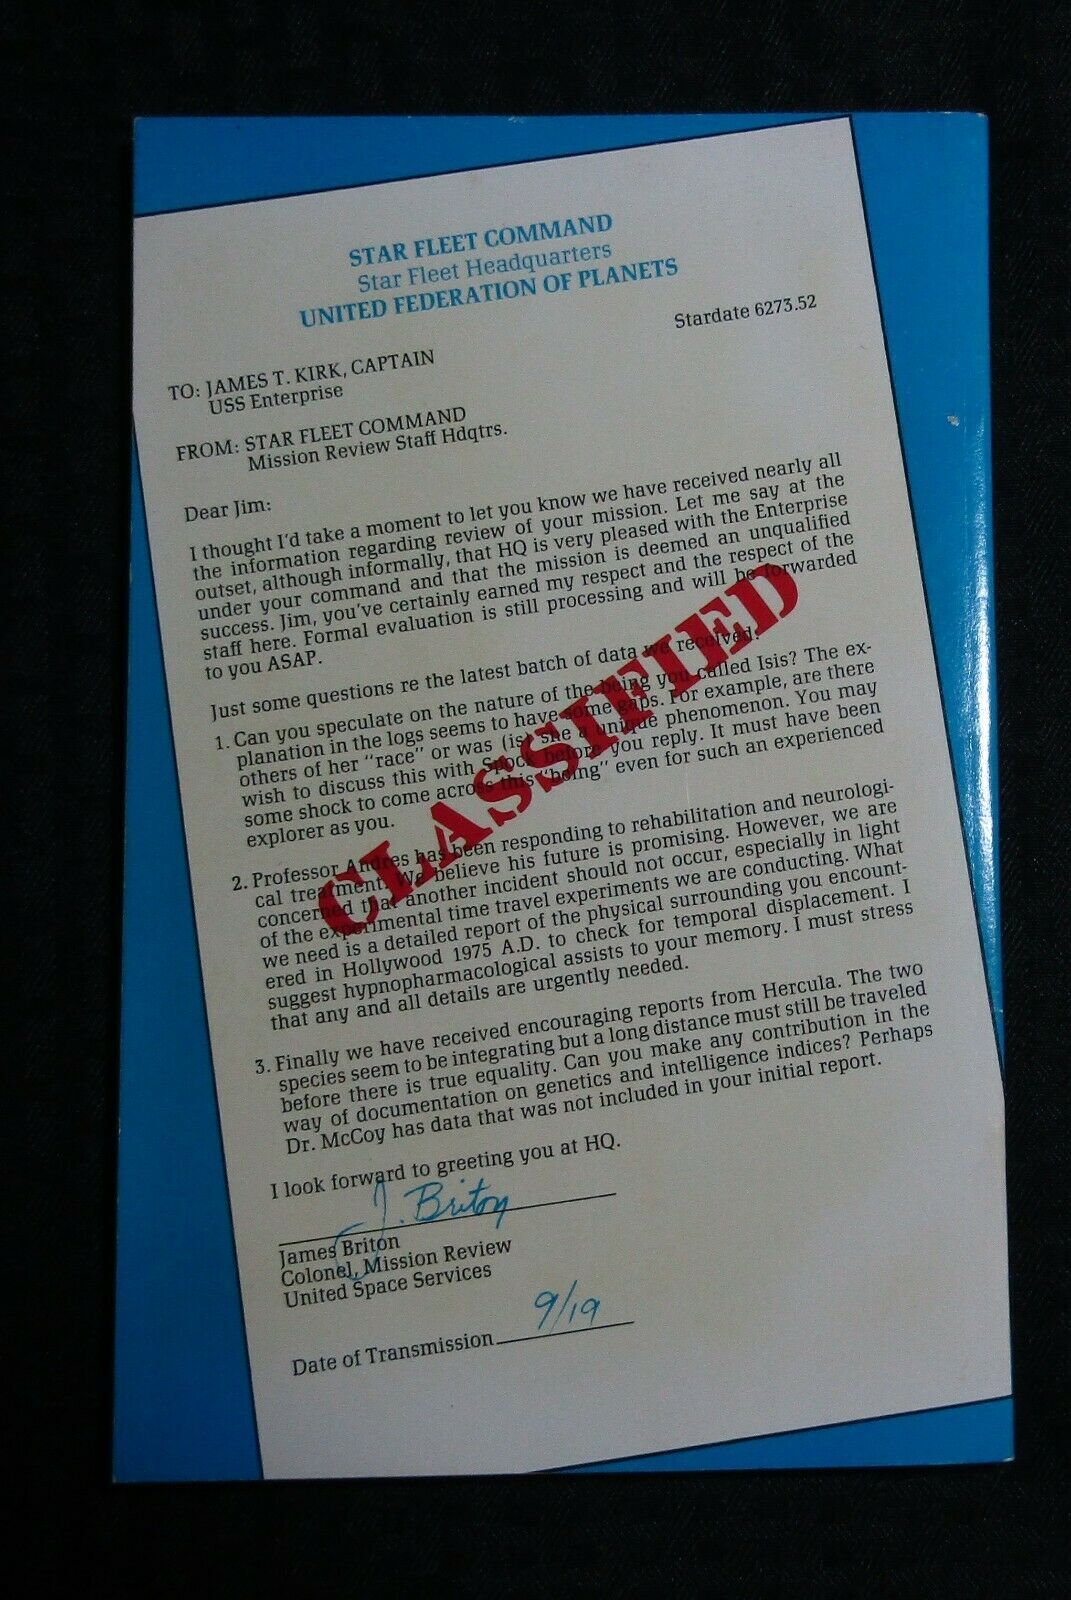 STAR FLEET COMMAND
Star Fleet Headquarters
UNITED FEDERATION OF PLANETS
Stardate 6273.52
TO: JAMES T. KIRK, CAPTAIN
USS Enterprise
FROM: STAR FLEET COMMAND
Mission Review Staff Hdqtrs.
Dear Jim:
I thought I'd take a moment to let you know we have received nearly all
the information regarding review of your mission. Let me say at the
outset, although informally, that HQ is very pleased with the Enterprise
under your command and that the mission is deemed an unqualified
success. Jim, you've certainly earned my respect and the respect of the
staff here. Formal evaluation is still processing and will be forwarded
to you ASAP.
Just some questions re the latest batch of data we received:
1. Can you speculate on the nature of the being you called Isis? The ex-
planation in the logs seems to have some gaps. For example, are there
others of her "race" or was (is) she a unique phenomenon. You may
wish to discuss this with Spock before you reply. It must have been
some shock to come across this "being" even for such an experienced
explorer as you.
2. Professor Andres has been responding to rehabilitation and neurologi-
cal treatment. We believe his future is promising. However, we are
concerned that another incident should not occur, especially in light
of the experimental time travel experiments we are conducting. What
we need is a detailed report of the physical surrounding you encount-
ered in Hollywood 1975 A.D. to check for temporal displacement. I
suggest hypnopharmacological assists to your memory. I must stress
that any and all details are urgently needed.
3. Finally we have received encouraging reports from Hercula. The two
species seem to be integrating but a long distance must still be traveled
before there is true equality. Can you make any contribution in the
way of documentation on genetics and intelligence indices? Perhaps
Dr. McCoy has data that was not included in your initial report.
I look forward to greeting you at HQ.
J. Briton
James Briton
Colonel, Mission Review
United Space Services
Date of Transmission 9/19
CLASSIFIED